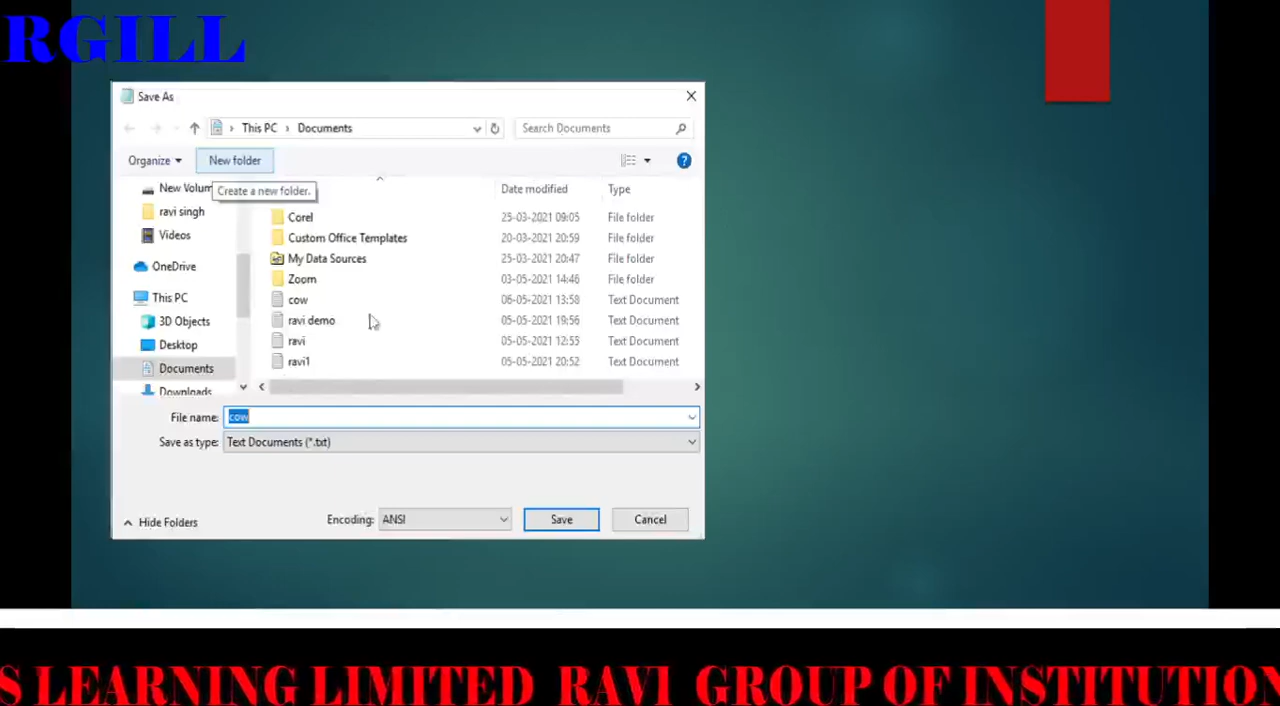 RGILL
Save As
This PC > Documents
Search Documents
Organize
New folder
New Volum
Create a new folder.
Date modified
Type
ravi singh
Videos
OneDrive
This PC
3D Objects
Desktop
Documents
Downloads
Corel 25-03-2021 09:05 File folder
Custom Office Templates 20-03-2021 20:59 File folder
My Data Sources 25-03-2021 20:47 File folder
Zoom 03-05-2021 14:46 File folder
cow 06-05-2021 13:58 Text Document
ravi demo 05-05-2021 19:56 Text Document
ravi 05-05-2021 12:55 Text Document
ravi1 05-05-2021 20:52 Text Document
File name: cow
Save as type: Text Documents (*.txt)
Hide Folders
Encoding: ANSI
Save
Cancel
S LEARNING LIMITED RAVI GROUP OF INSTITUTION